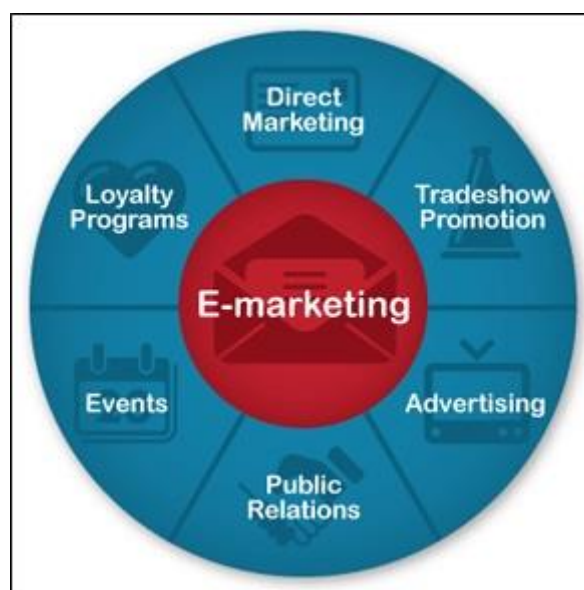 Direct
Marketing
Tradeshow
Promotion
Advertising
Public
Relations
Events
Loyalty
Programs
E-marketing